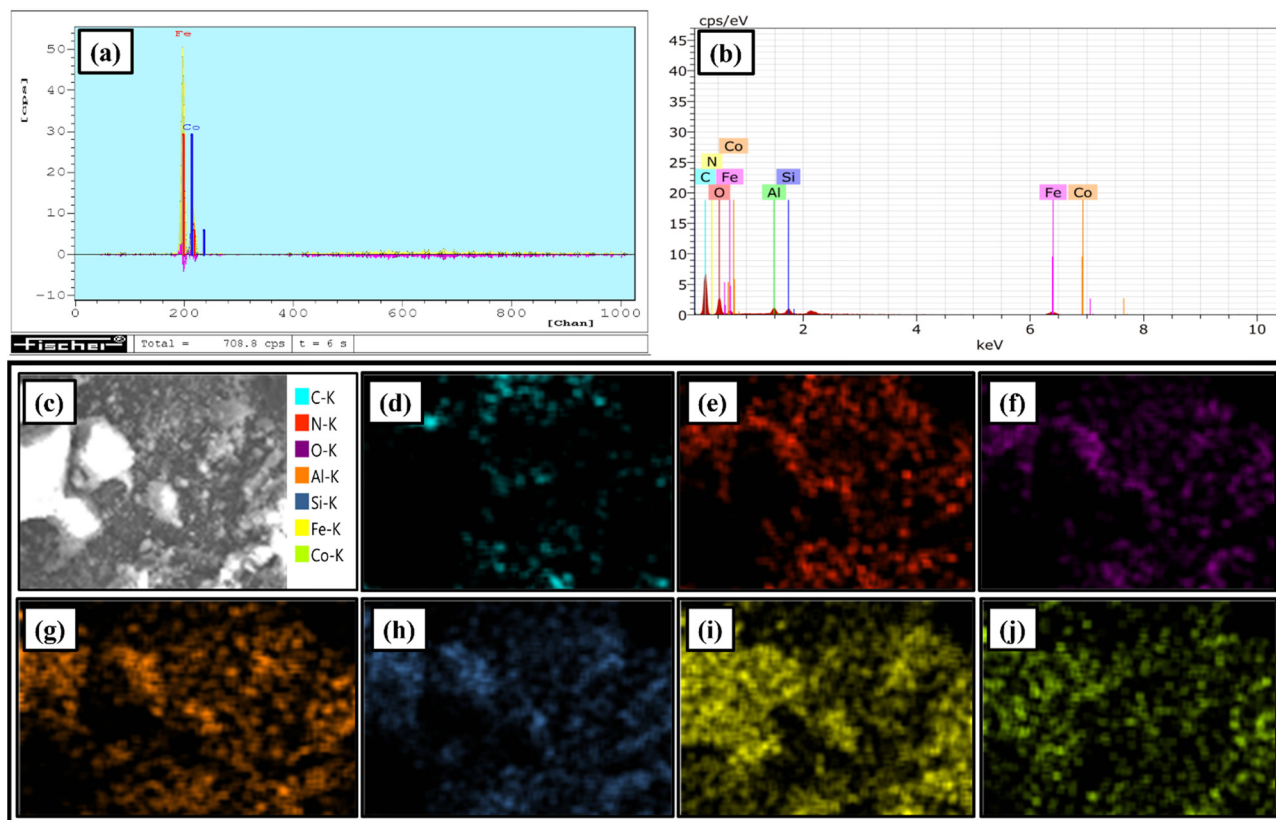 (a)
Fe
Co
[cps]
50
40
30
20
10
0
-10
0
200
400
600
800
1000
[Chan]
Fischer®
Total = 708.8 cps
t = 6 s
(b)
cps/eV
45
40
35
30
25
20
15
10
5
0
Co
N
C
Fe
O
Al
Si
Fe
Co
2
4
6
8
10
keV
(c)
C-K
N-K
O-K
Al-K
Si-K
Fe-K
Co-K
(d)
(e)
(f)
(g)
(h)
(i)
(j)